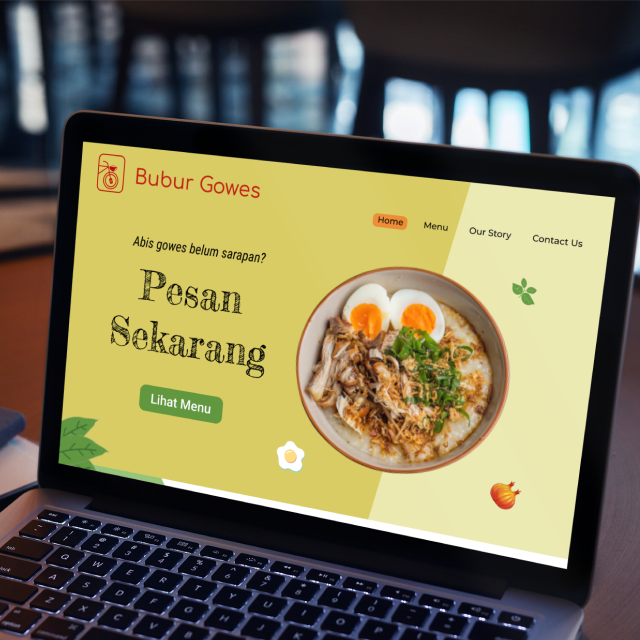 Bubur Gowes
Home
Menu
Our Story
Contact Us
Abis gowes belum sarapan?
Pesan
Sekarang
Lihat Menu